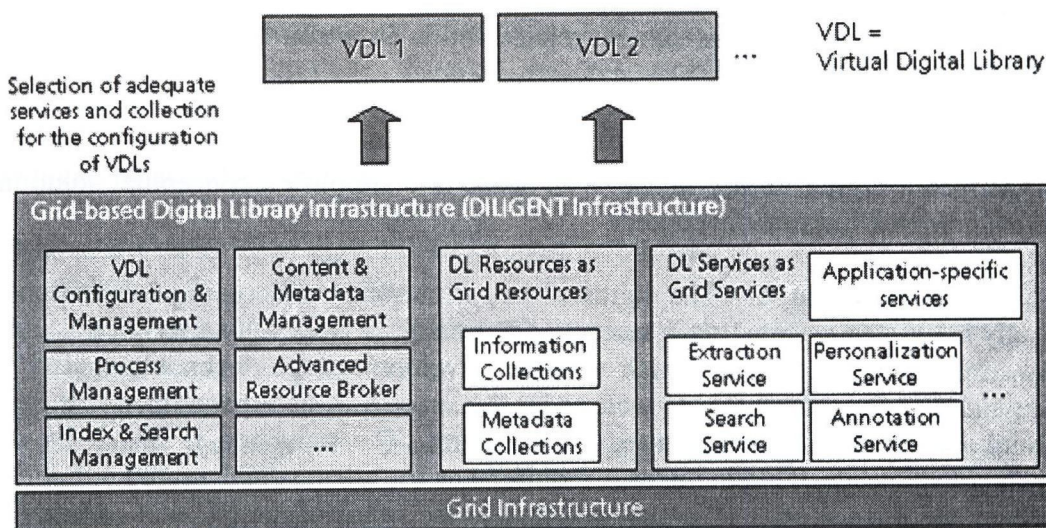 VDL 1
VDL 2
...
VDL =
Virtual Digital Library
Selection of adequate
services and collection
for the configuration
of VDLs
Grid-based Digital Library Infrastructure (DILIGENT Infrastructure)
VDL
Configuration &
Management
Content &
Metadata
Management
Process
Management
Advanced
Resource Broker
Index & Search
Management
...
DL Resources as
Grid Resources
Information
Collections
Metadata
Collections
DL Services as
Grid Services
Application-specific
services
Extraction
Service
Personalization
Service
Search
Service
Annotation
Service
...
Grid Infrastructure